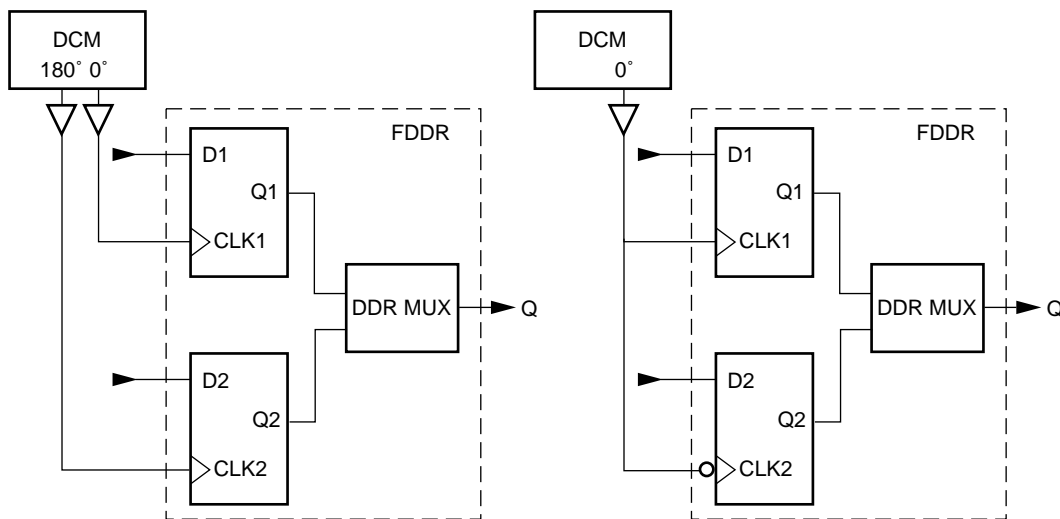 DCM
180˚ 0˚
FDDR
D1
Q1
CLK1
DDR MUX
Q
D2
Q2
CLK2
DCM
0˚
FDDR
D1
Q1
CLK1
DDR MUX
Q
D2
Q2
CLK2